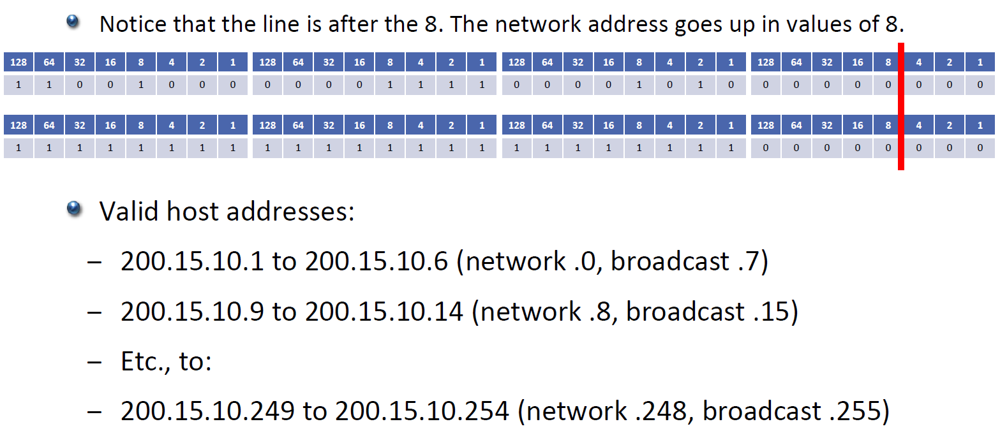 Notice that the line is after the 8. The network address goes up in values of 8.
128 64 32 16 8 4 2 1 128 64 32 16 8 4 2 1 128 64 32 16 8 4 2 1 128 64 32 16 8 4 2 1
1 1 0 0 1 0 0 0 0 0 0 0 1 1 1 1 0 0 0 0 1 0 1 0 0 0 0 0 0 0 0 0
128 64 32 16 8 4 2 1 128 64 32 16 8 4 2 1 128 64 32 16 8 4 2 1 128 64 32 16 8 4 2 1
1 1 1 1 1 1 1 1 1 1 1 1 1 1 1 1 1 1 1 1 1 1 1 1 0 0 0 0 0 0 0 0
Valid host addresses:
– 200.15.10.1 to 200.15.10.6 (network .0, broadcast .7)
– 200.15.10.9 to 200.15.10.14 (network .8, broadcast .15)
– Etc., to:
– 200.15.10.249 to 200.15.10.254 (network .248, broadcast .255)